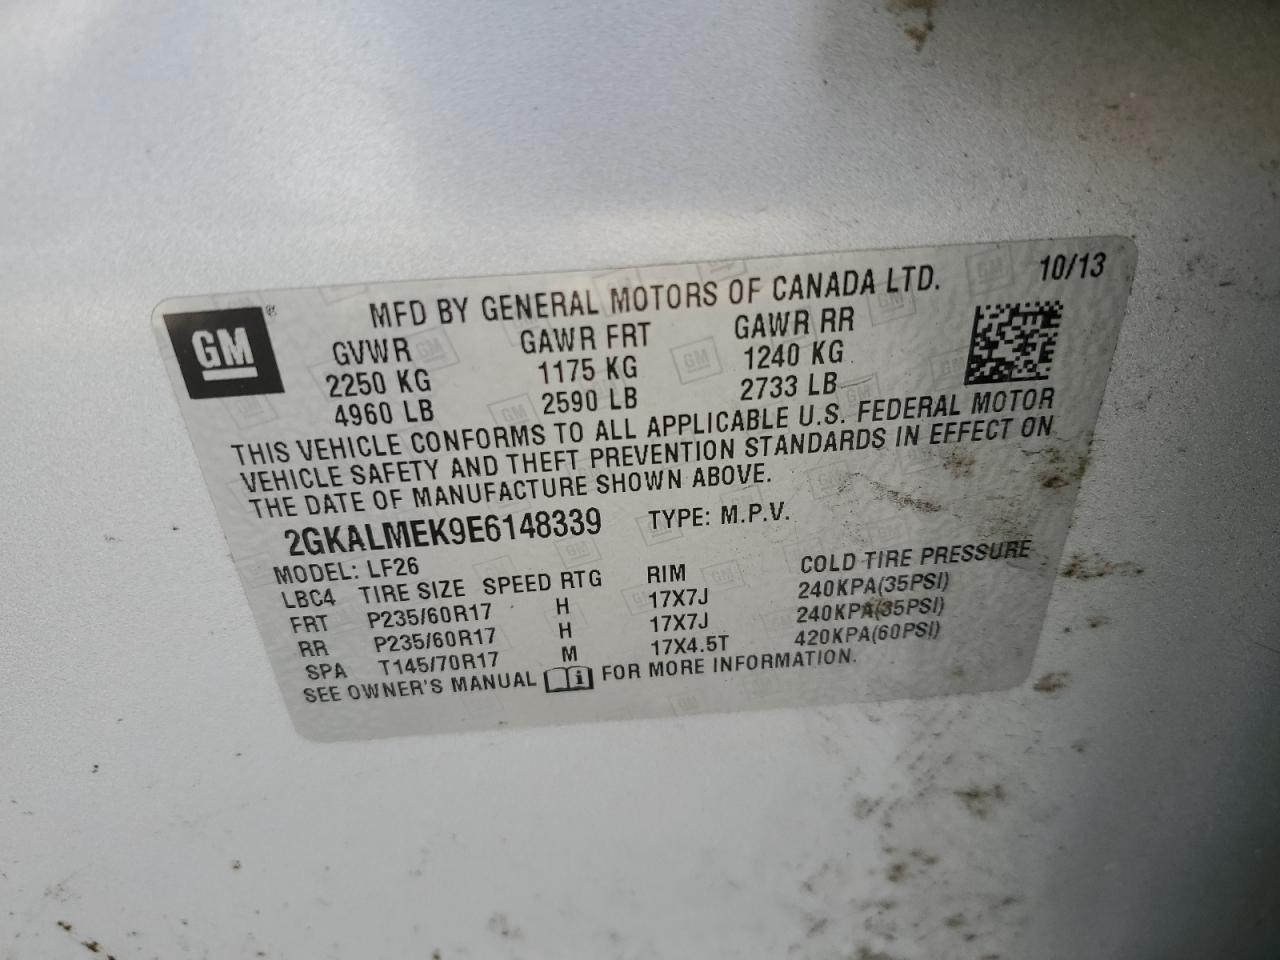 GM ®
MFD BY GENERAL MOTORS OF CANADA LTD. 10/13
GVWR GAWR FRT GAWR RR
2250 KG 1175 KG 1240 KG
4960 LB 2590 LB 2733 LB
THIS VEHICLE CONFORMS TO ALL APPLICABLE U.S. FEDERAL MOTOR
VEHICLE SAFETY AND THEFT PREVENTION STANDARDS IN EFFECT ON
THE DATE OF MANUFACTURE SHOWN ABOVE.
2GKALMEK9E6148339 TYPE: M.P.V.
MODEL: LF26
LBC4 TIRE SIZE SPEED RTG RIM COLD TIRE PRESSURE
FRT P235/60R17 H 17X7J 240KPA(35PSI)
RR P235/60R17 H 17X7J 240KPA(35PSI)
SPA T145/70R17 M 17X4.5T 420KPA(60PSI)
SEE OWNER'S MANUAL FOR MORE INFORMATION.